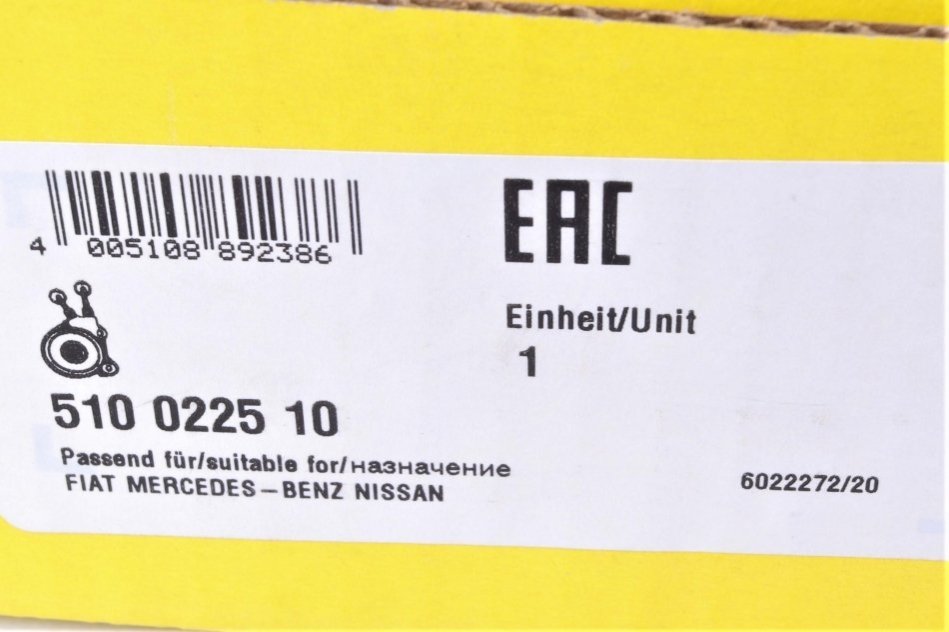 4 005108 892386
EAC
Einheit/Unit
1
510 0225 10
Passend für/suitable for/назначение
FIAT MERCEDES–BENZ NISSAN
6022272/20